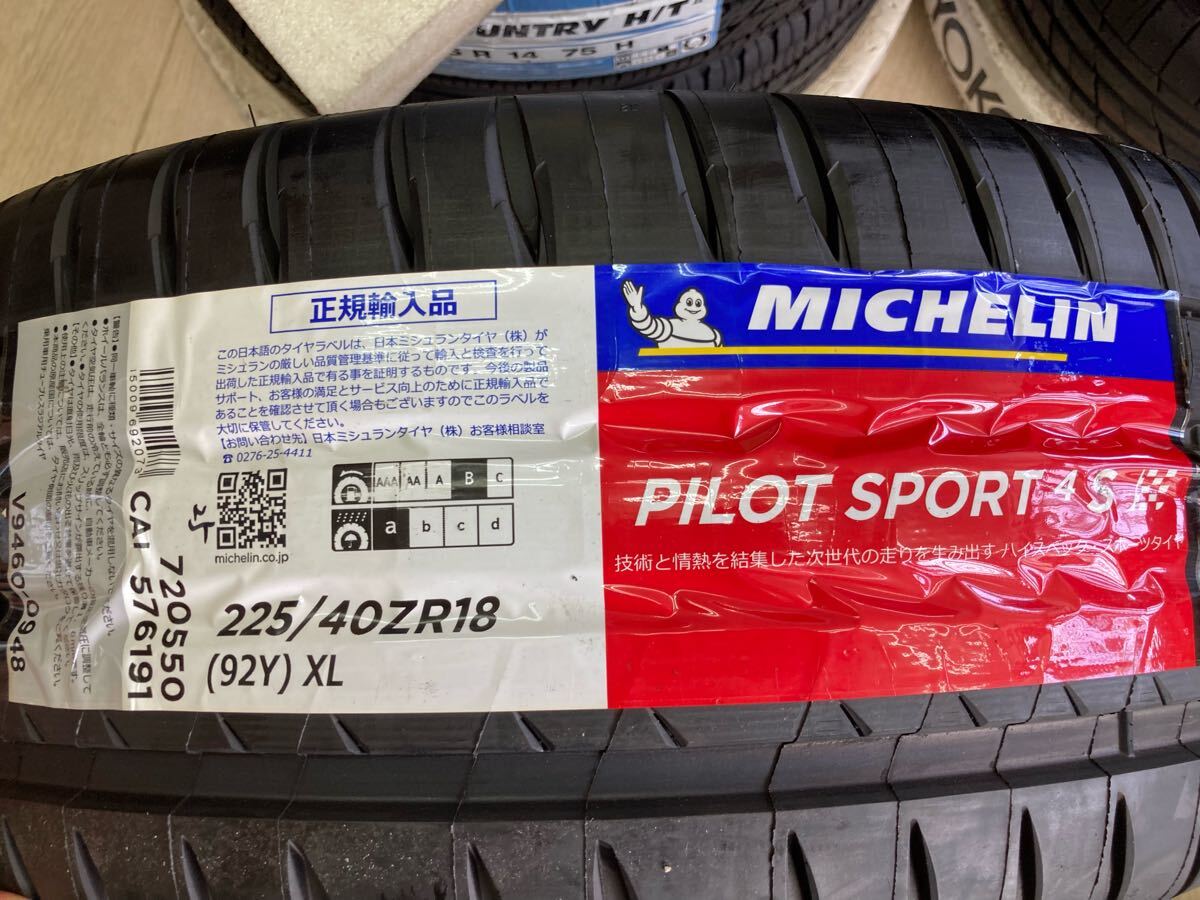 UNTRY H/T
R 14 75 H
NOK
正規輸入品
この日本語のタイヤラベルは、日本ミシュランタイヤ（株）が
ミシュランの厳しい品質管理基準に従って輸入と検査を行って
出荷した正規輸入品で有る事を証明するものです。今後の製品
サポート、お客様の満足とサービス向上のために正規輸入品で
あることを確認させて頂く場合もございますのでこのラベルを
大切に保管してください。
【お問い合わせ先】日本ミシュランタイヤ（株）お客様相談室
☎ 0276-25-4411
AAA AA A B C
a b c d
michelin.co.jp
225/40ZR18
(92Y) XL
MICHELIN
PILOT SPORT 4 S
技術と情熱を結集した次世代の走りを生み出す ハイスペック・スポーツタイヤ
720550
CAI 576191
V9460/0948